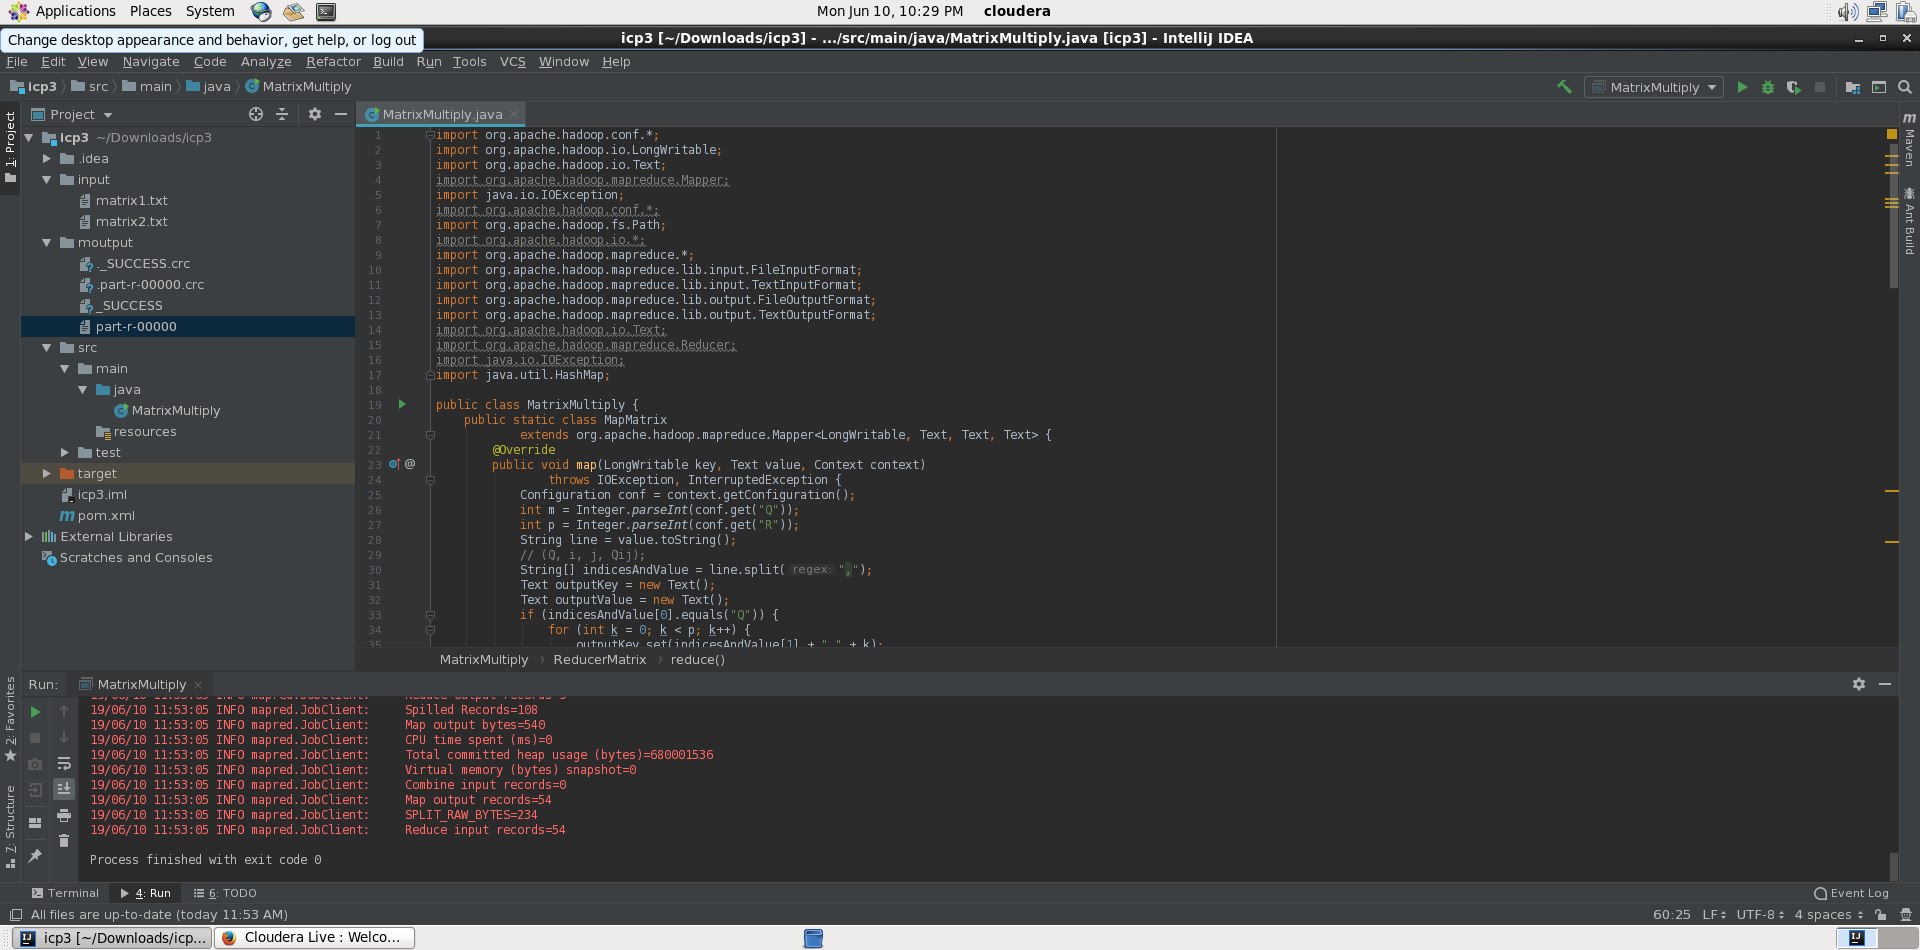 Applications Places System
Mon Jun 10, 10:29 PM cloudera
Change desktop appearance and behavior, get help, or log out
icp3 [~/Downloads/icp3] - .../src/main/java/MatrixMultiply.java [icp3] - IntelliJ IDEA
File Edit View Navigate Code Analyze Refactor Build Run Tools VCS Window Help
icp3 src main java MatrixMultiply
MatrixMultiply
1: Project
Project
icp3 ~/Downloads/icp3
.idea
input
matrix1.txt
matrix2.txt
moutput
._SUCCESS.crc
.part-r-00000.crc
_SUCCESS
part-r-00000
src
main
java
MatrixMultiply
resources
test
target
icp3.iml
pom.xml
External Libraries
Scratches and Consoles
MatrixMultiply.java
1 import org.apache.hadoop.conf.*;
2 import org.apache.hadoop.io.LongWritable;
3 import org.apache.hadoop.io.Text;
4 import org.apache.hadoop.mapreduce.Mapper;
5 import java.io.IOException;
6 import org.apache.hadoop.conf.*;
7 import org.apache.hadoop.fs.Path;
8 import org.apache.hadoop.io.*;
9 import org.apache.hadoop.mapreduce.*;
10 import org.apache.hadoop.mapreduce.lib.input.FileInputFormat;
11 import org.apache.hadoop.mapreduce.lib.input.TextInputFormat;
12 import org.apache.hadoop.mapreduce.lib.output.FileOutputFormat;
13 import org.apache.hadoop.mapreduce.lib.output.TextOutputFormat;
14 import org.apache.hadoop.io.Text;
15 import org.apache.hadoop.mapreduce.Reducer;
16 import java.io.IOException;
17 import java.util.HashMap;
18
19 public class MatrixMultiply {
20 public static class MapMatrix
21 extends org.apache.hadoop.mapreduce.Mapper<LongWritable, Text, Text, Text> {
22 @Override
23 @ public void map(LongWritable key, Text value, Context context)
24 throws IOException, InterruptedException {
25 Configuration conf = context.getConfiguration();
26 int m = Integer.parseInt(conf.get("Q"));
27 int p = Integer.parseInt(conf.get("R"));
28 String line = value.toString();
29 // (Q, i, j, Qij);
30 String[] indicesAndValue = line.split( regex: ",");
31 Text outputKey = new Text();
32 Text outputValue = new Text();
33 if (indicesAndValue[0].equals("Q")) {
34 for (int k = 0; k < p; k++) {
35 outputKey.set(indicesAndValue[1] + "," + k);
MatrixMultiply ReducerMatrix reduce()
Maven
Ant Build
Run: MatrixMultiply
19/06/10 11:53:05 INFO mapred.JobClient: Reduce output records=9
19/06/10 11:53:05 INFO mapred.JobClient: Spilled Records=108
19/06/10 11:53:05 INFO mapred.JobClient: Map output bytes=540
19/06/10 11:53:05 INFO mapred.JobClient: CPU time spent (ms)=0
19/06/10 11:53:05 INFO mapred.JobClient: Total committed heap usage (bytes)=680001536
19/06/10 11:53:05 INFO mapred.JobClient: Virtual memory (bytes) snapshot=0
19/06/10 11:53:05 INFO mapred.JobClient: Combine input records=0
19/06/10 11:53:05 INFO mapred.JobClient: Map output records=54
19/06/10 11:53:05 INFO mapred.JobClient: SPLIT_RAW_BYTES=234
19/06/10 11:53:05 INFO mapred.JobClient: Reduce input records=54
Process finished with exit code 0
2: Favorites
7: Structure
Terminal 4: Run 6: TODO Event Log
All files are up-to-date (today 11:53 AM) 60:25 LF UTF-8 4 spaces
icp3 [~/Downloads/icp... Cloudera Live : Welco...